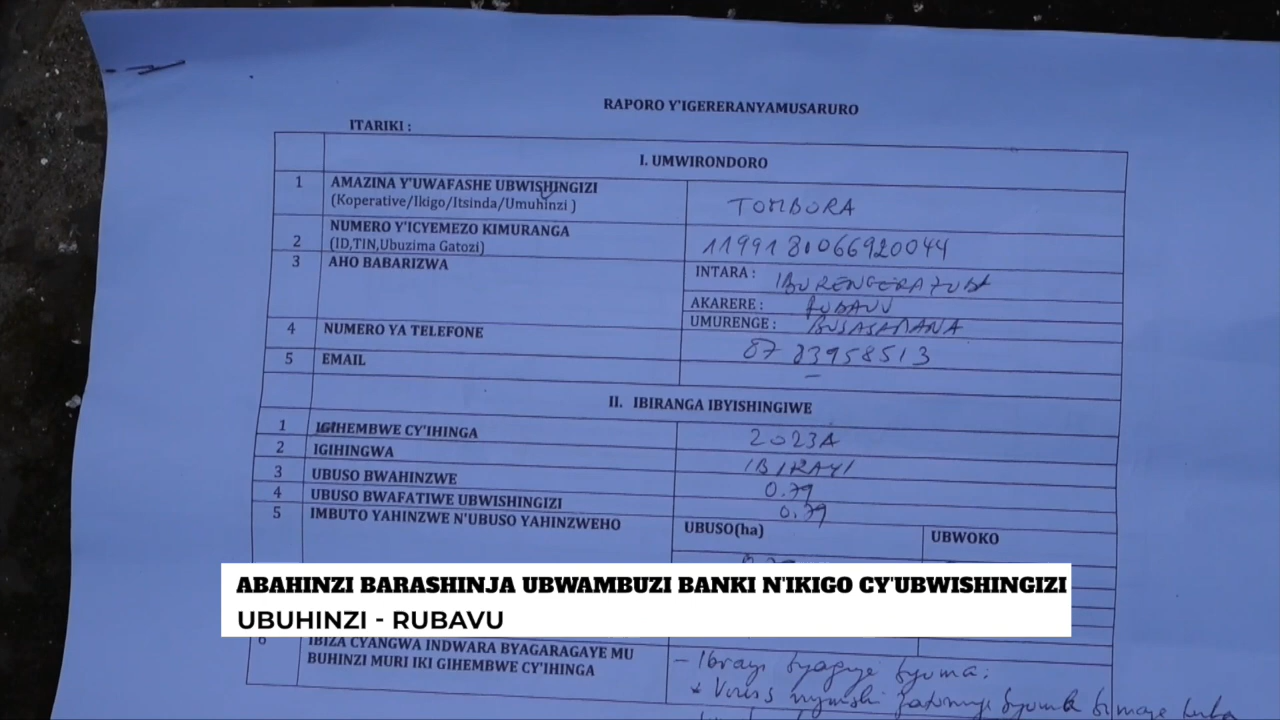 RAPORO Y'IGERERANYAMUSARURO
ITARIKI :
I. UMWIRONDORO
1 AMAZINA Y'UWAFASHE UBWISHINGIZI
(Koperative/Ikigo/Itsinda/Umuhinzi )
TOMBORA
2 NUMERO Y'ICYEMEZO KIMURANGA
(ID,TIN,Ubuzima Gatozi)
3 AHO BABARIZWA
INTARA : IBURENGERAZUBA
AKARERE : RUBAVU
UMURENGE : BUSASAMANA
4 NUMERO YA TELEFONE
5 EMAIL –
II. IBIRANGA IBYISHINGIWE
1 IGIHEMBWE CY'IHINGA 2023A
2 IGIHINGWA IBIRAYI
3 UBUSO BWAHINZWE 0.79
4 UBUSO BWAFATIWE UBWISHINGIZI 0.79
5 IMBUTO YAHINZWE N'UBUSO YAHINZWEHO UBUSO(ha) UBWOKO
ABAHINZI BARASHINJA UBWAMBUZI BANKI N'IKIGO CY'UBWISHINGIZI
UBUHINZI - RUBAVU
6 IBIZA CYANGWA INDWARA BYAGARAGAYE MU
BUHINZI MURI IKI GIHEMBWE CY'IHINGA